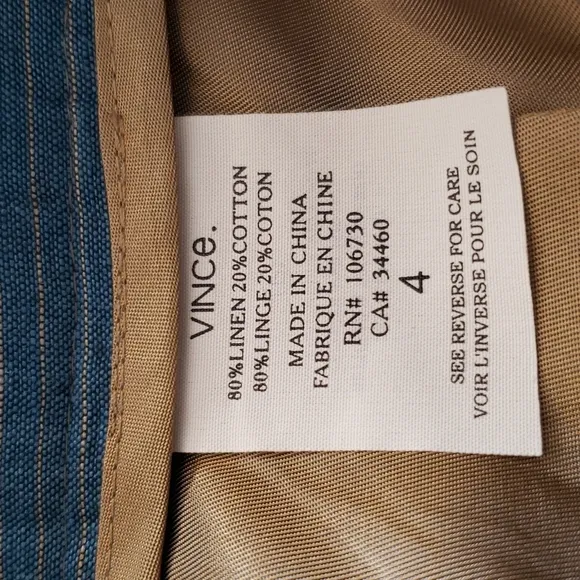 VINCE.
80%LINEN 20%COTTON
80%LINGE 20%COTON
MADE IN CHINA
FABRIQUE EN CHINE
RN# 106730
CA# 34460
4
SEE REVERSE FOR CARE
VOIR L'INVERSE POUR LE SOIN